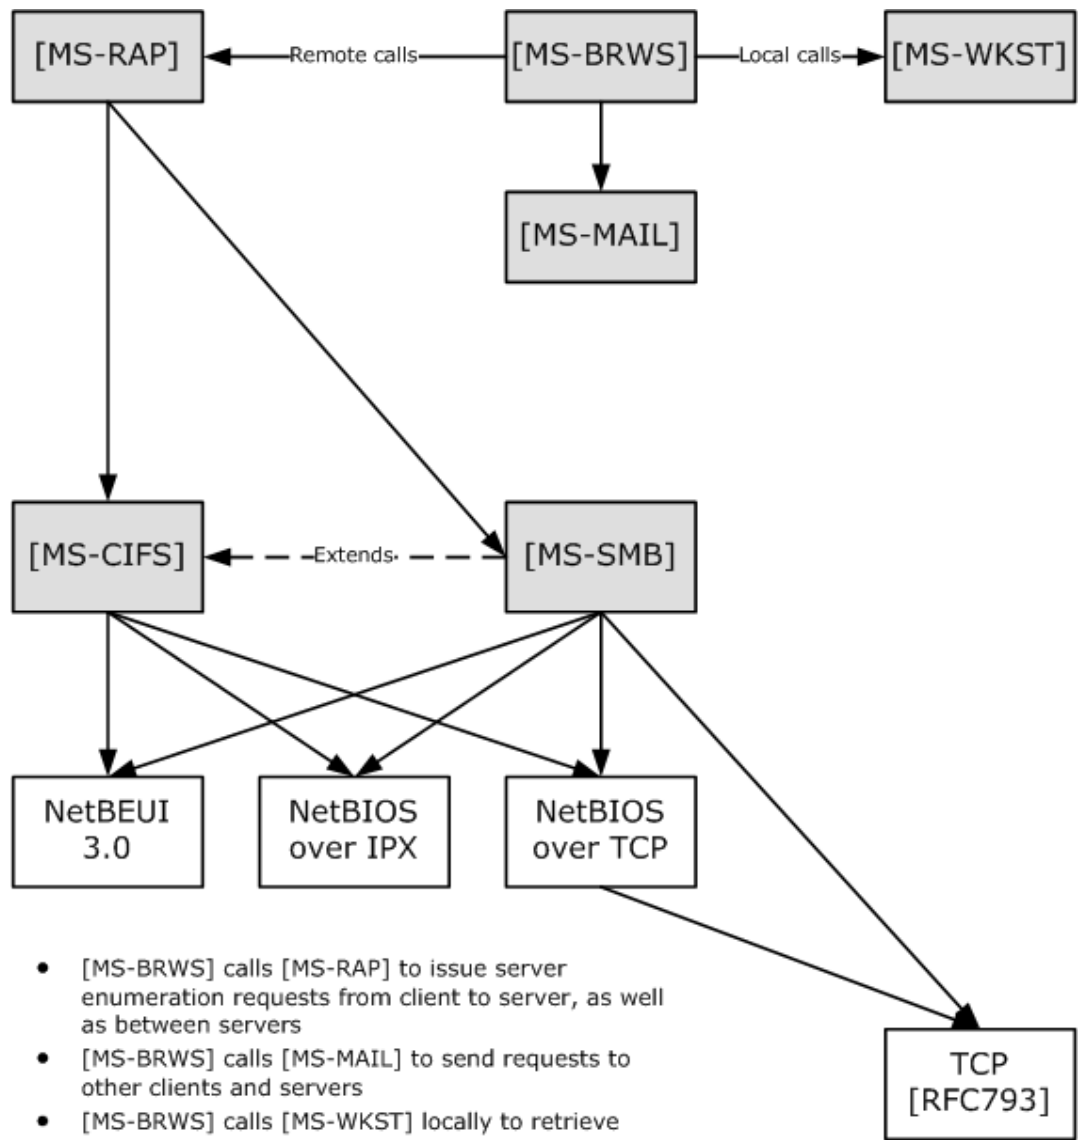 [MS-RAP]
Remote calls
[MS-BRWS]
Local calls
[MS-WKST]
[MS-MAIL]
[MS-CIFS]
Extends
[MS-SMB]
NetBEUI
3.0
NetBIOS
over IPX
NetBIOS
over TCP
• [MS-BRWS] calls [MS-RAP] to issue server
enumeration requests from client to server, as well
as between servers
• [MS-BRWS] calls [MS-MAIL] to send requests to
other clients and servers
• [MS-BRWS] calls [MS-WKST] locally to retrieve
TCP
[RFC793]